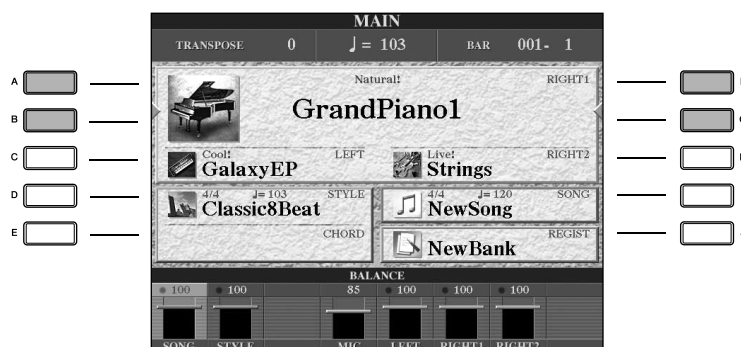 MAIN
TRANSPOSE 0 ♩= 103 BAR 001- 1
A
Natural! RIGHT1
GrandPiano1
B
Cool! LEFT Live! RIGHT2
C GalaxyEP Strings
4/4 ♩=103 STYLE 4/4 ♩=120 SONG
D Classic8Beat NewSong
CHORD REGIST
E NewBank
BALANCE
100 100 85 100 100 100
SONG STYLE MIC LEFT RIGHT1 RIGHT2